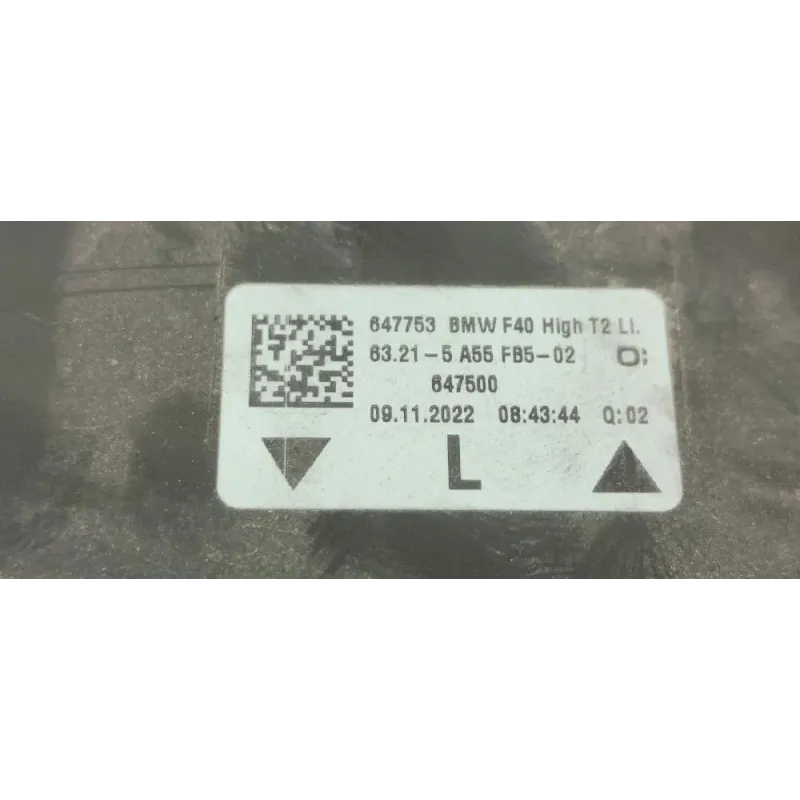 647753 BMW F40 High T2 LI.
63.21-5 A55 FB5-02 O:
647500
09.11.2022 08:43:44 Q:02
L